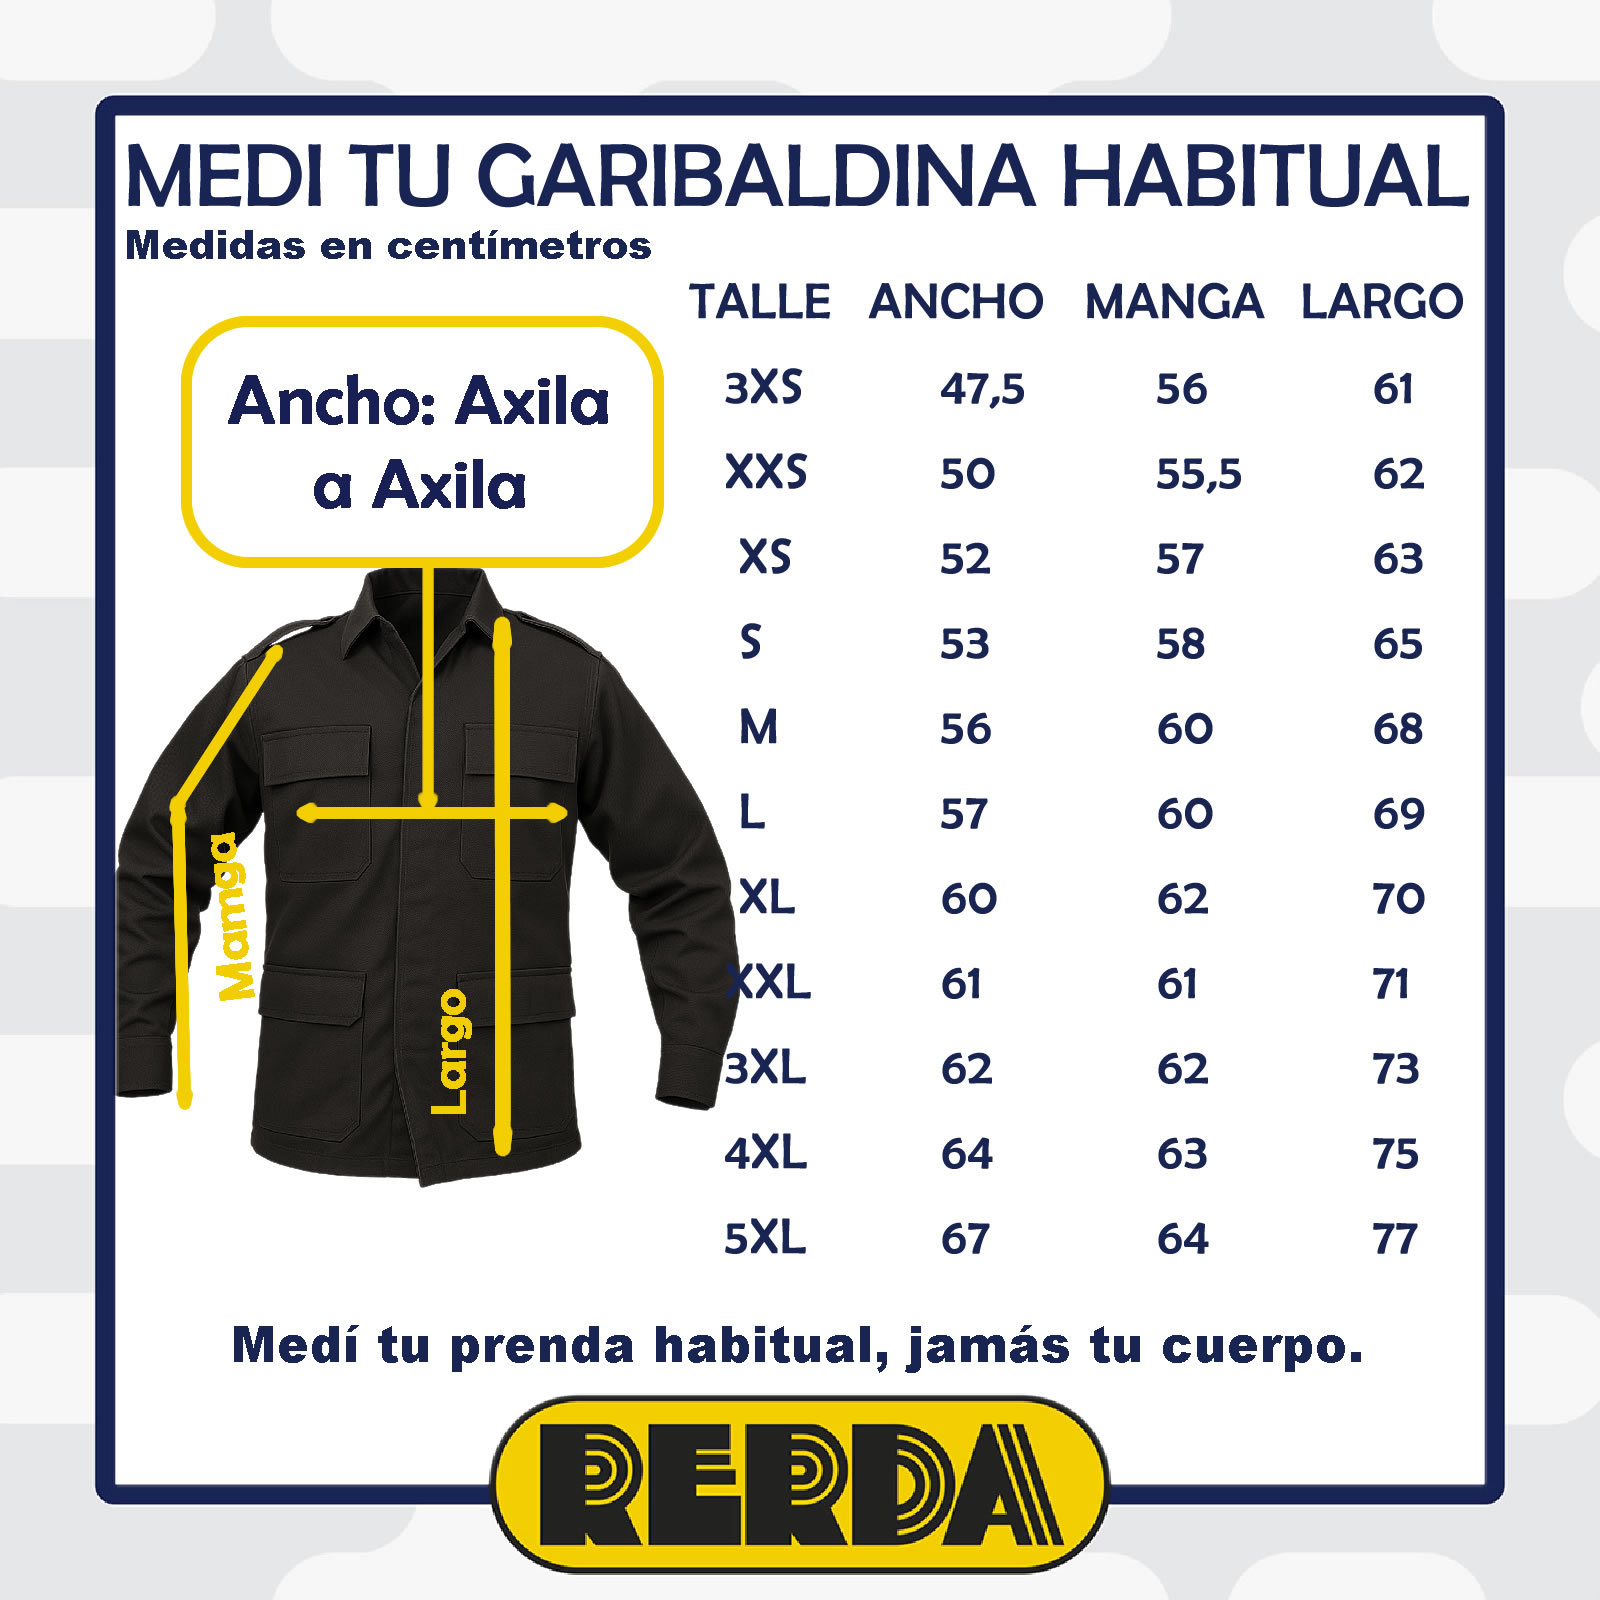 MEDI TU GARIBALDINA HABITUAL
Medidas en centímetros
TALLE ANCHO MANGA LARGO
Ancho: Axila
a Axila
3XS 47,5 56 61
XXS 50 55,5 62
XS 52 57 63
S 53 58 65
M 56 60 68
L 57 60 69
XL 60 62 70
XXL 61 61 71
3XL 62 62 73
4XL 64 63 75
5XL 67 64 77
Mamga
Largo
Medí tu prenda habitual, jamás tu cuerpo.
RERDA